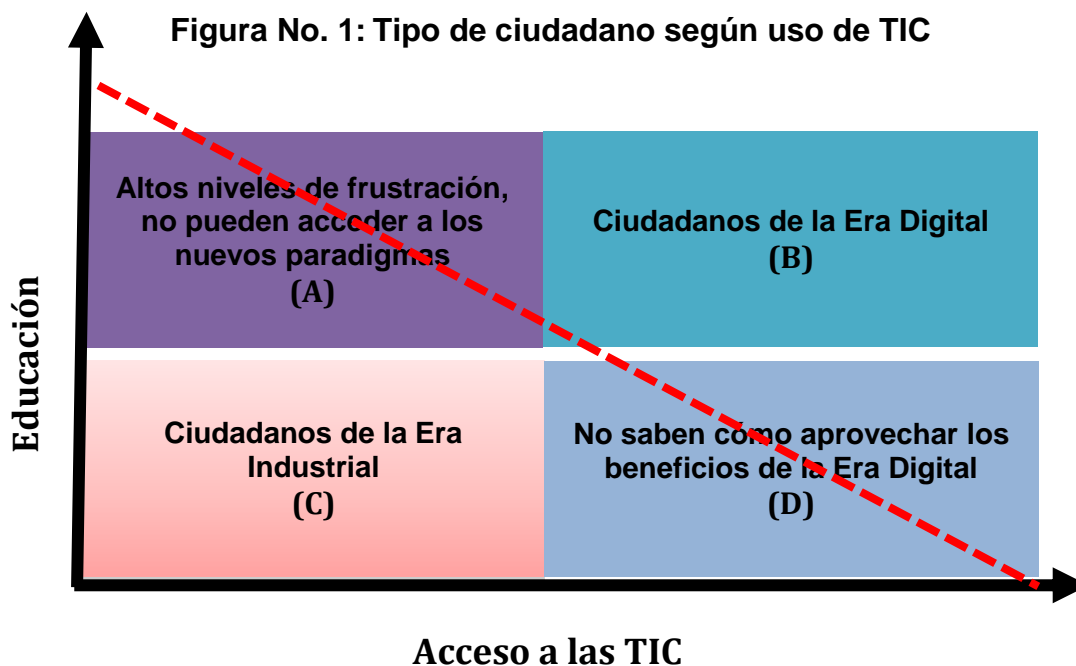 Figura No. 1: Tipo de ciudadano según uso de TIC
Altos niveles de frustración,
no pueden acceder a los
nuevos paradigmas
(A)
Ciudadanos de la Era Digital
(B)
Educación
Ciudadanos de la Era
Industrial
(C)
No saben cómo aprovechar los
beneficios de la Era Digital
(D)
Acceso a las TIC